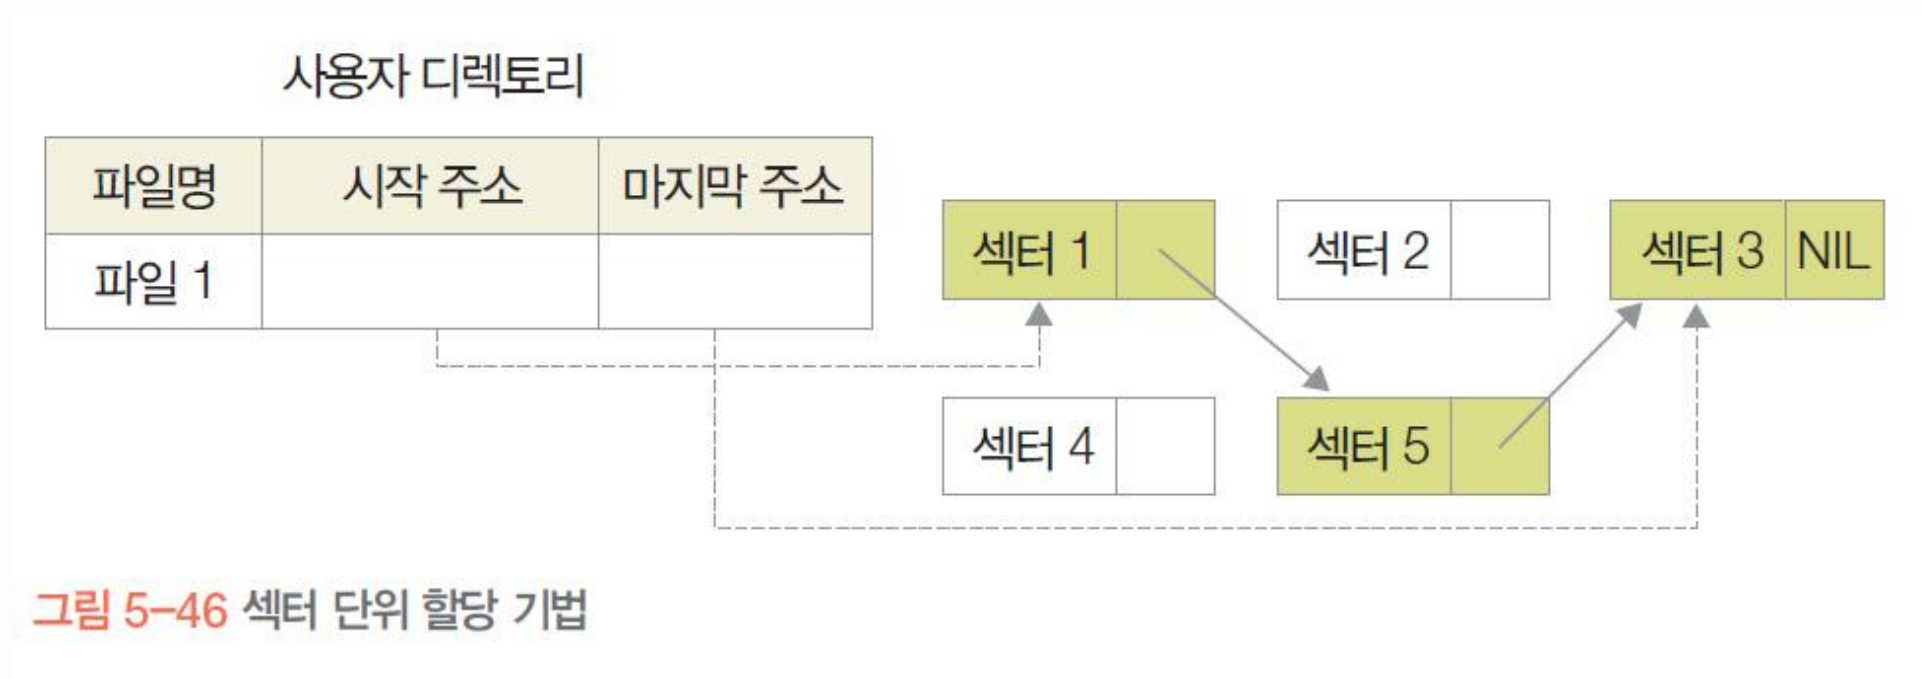 사용자 디렉토리
파일명 시작 주소 마지막 주소
파일 1
섹터 1 섹터 2 섹터 3 NIL
섹터 4 섹터 5
그림 5-46 섹터 단위 할당 기법